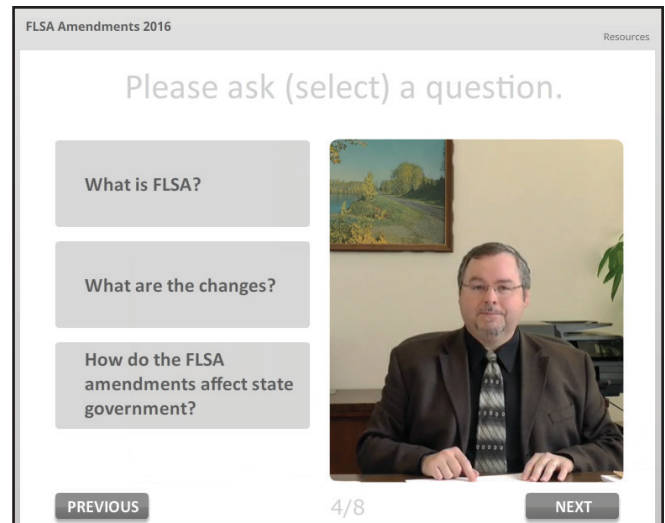 FLSA Amendments 2016
Resources
Please ask (select) a question.
What is FLSA?
What are the changes?
How do the FLSA
amendments affect state
government?
PREVIOUS
4/8
NEXT